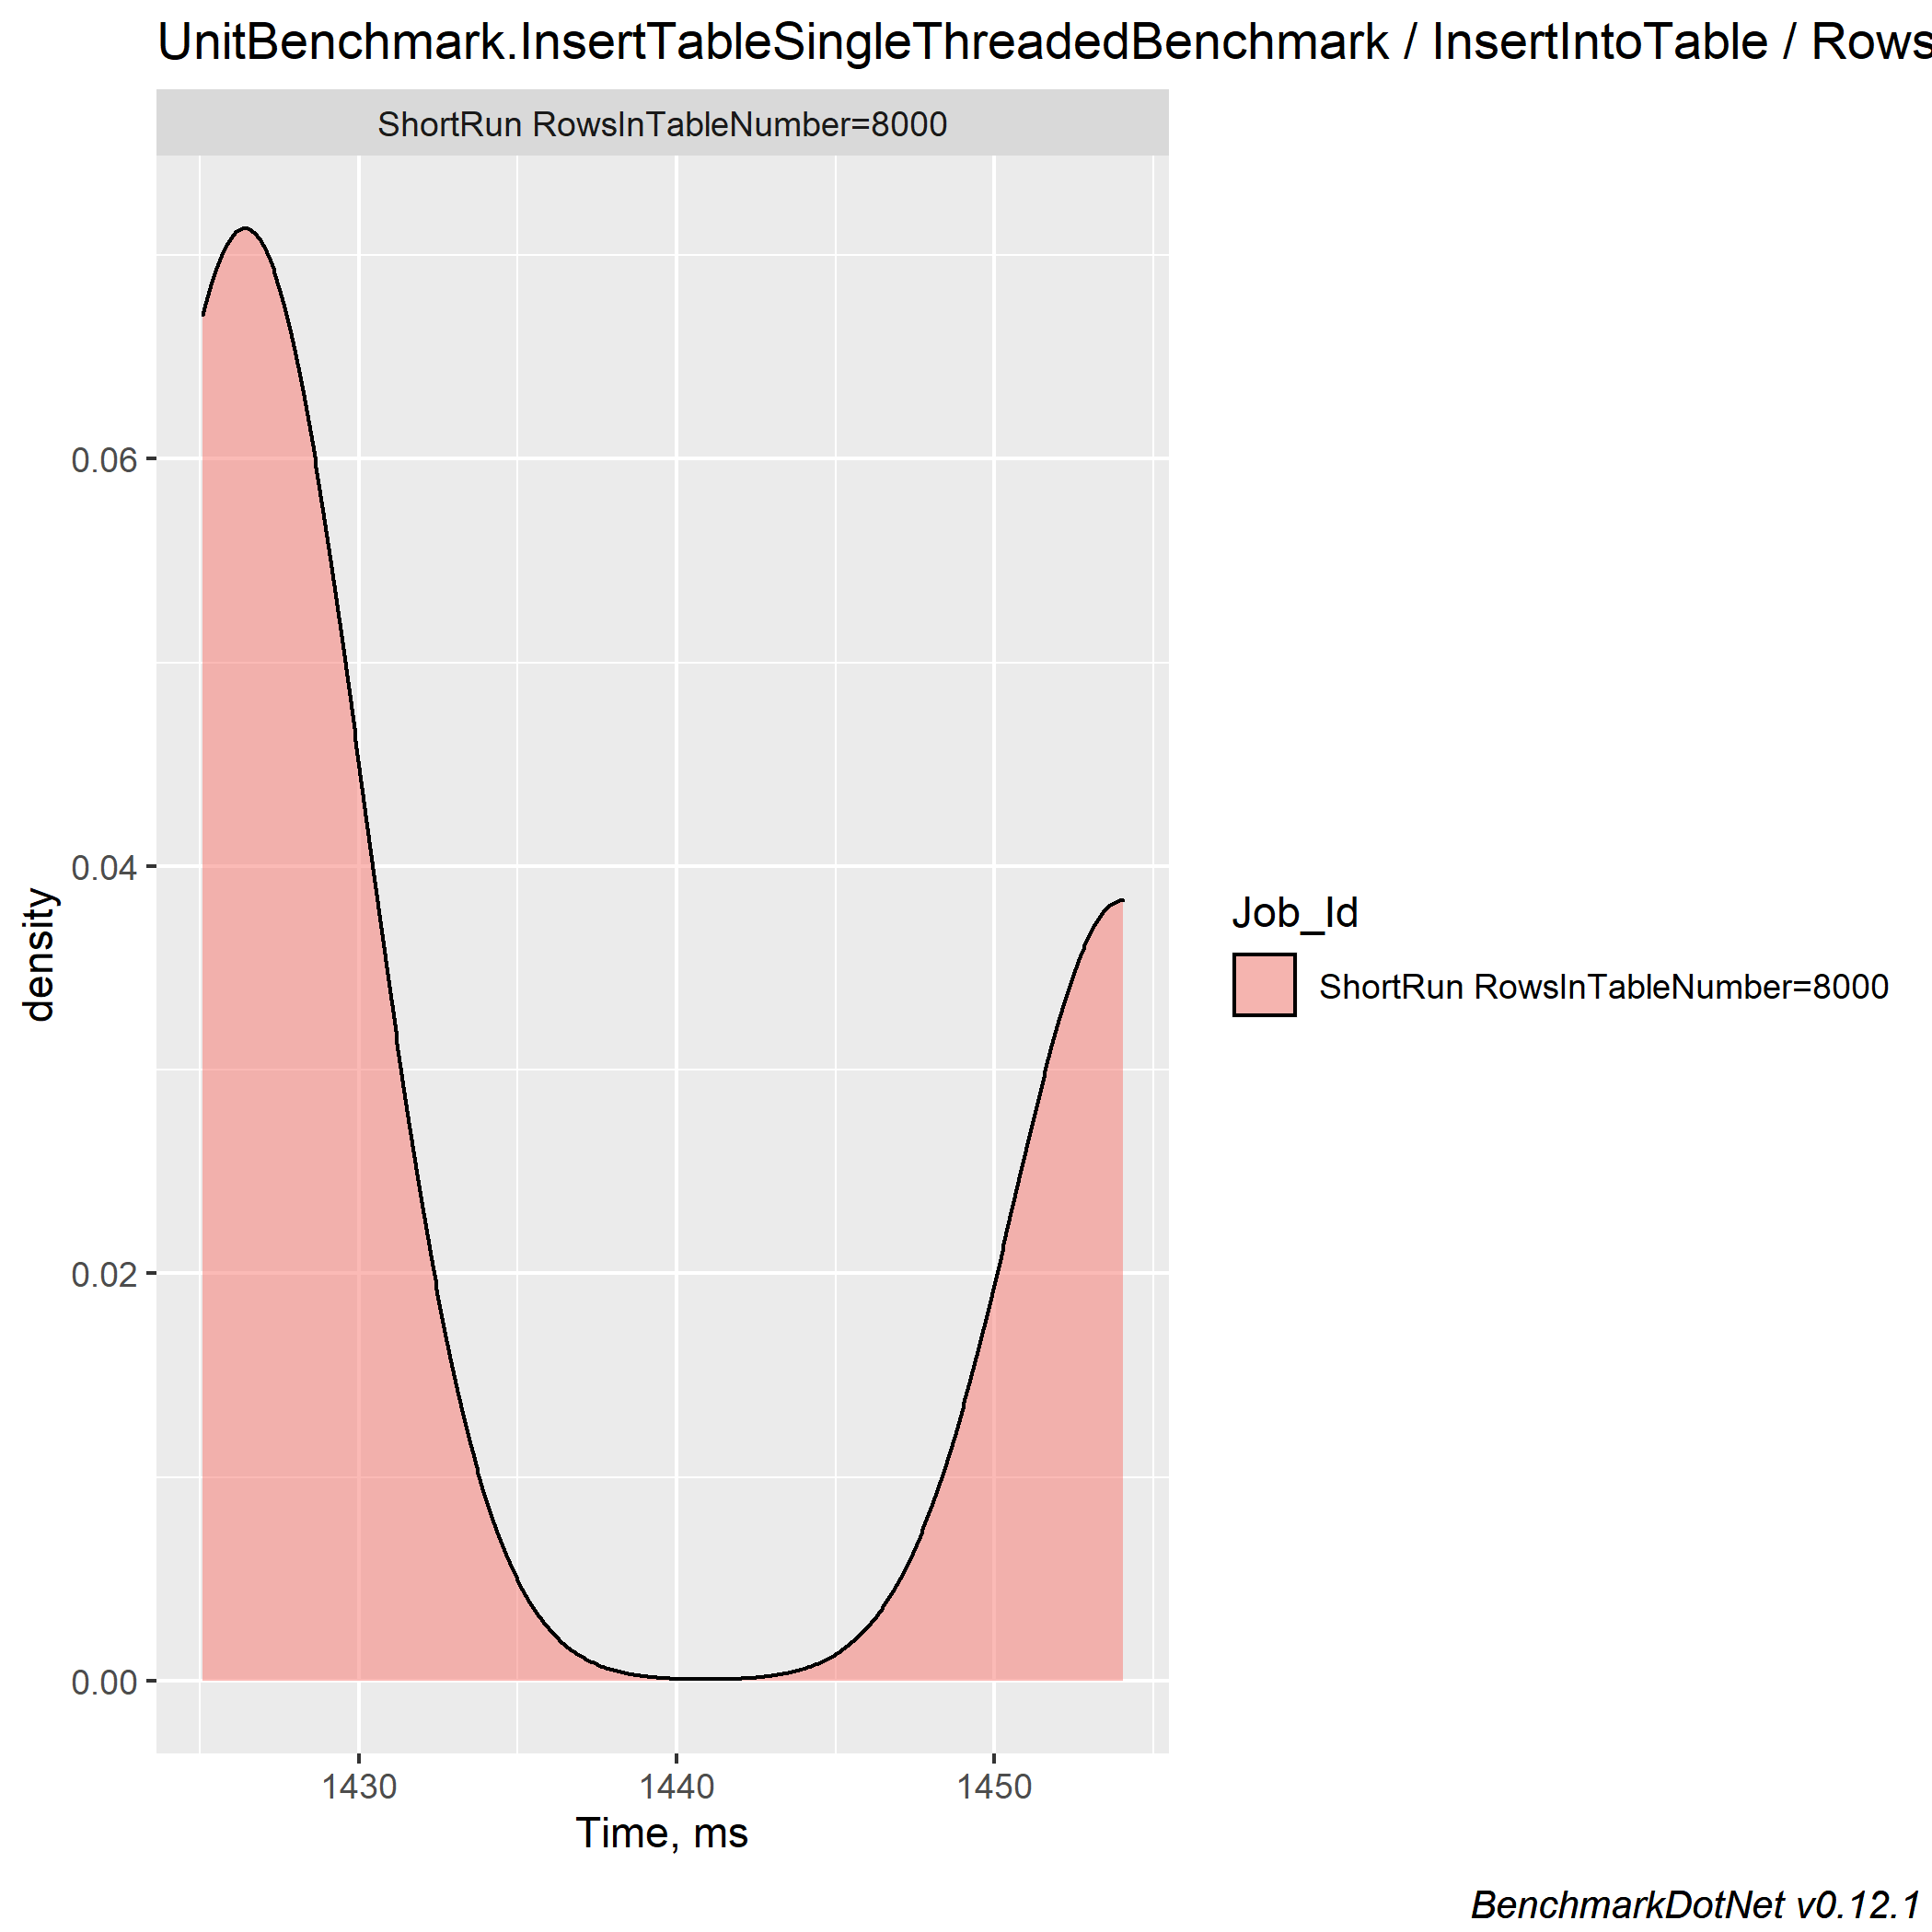 UnitBenchmark.InsertTableSingleThreadedBenchmark / InsertIntoTable / Rows
ShortRun RowsInTableNumber=8000
0.06
0.04
0.02
0.00
density
1430 1440 1450
Time, ms
Job_Id
ShortRun RowsInTableNumber=8000
BenchmarkDotNet v0.12.1